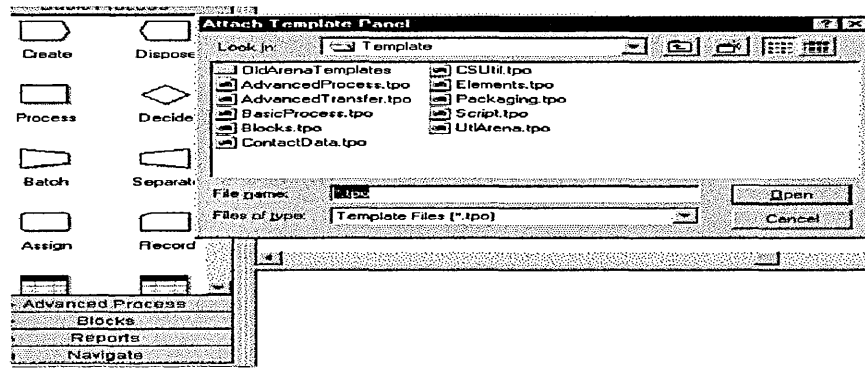 Attach Template Panel
Create
Dispose
Process
Decide
Batch
Separat
Assign
Record
Advanced Process
Blocks
Reports
Navigate
Look in: Template
OldArenaTemplates
AdvancedProcess.tpo
AdvancedTransfer.tpo
BasicProcess.tpo
Blocks.tpo
ContactData.tpo
CSUtil.tpo
Elements.tpo
Packaging.tpo
Script.tpo
UtlArena.tpo
File name: *.tpo
Open
Files of type: Template Files (*.tpo)
Cancel